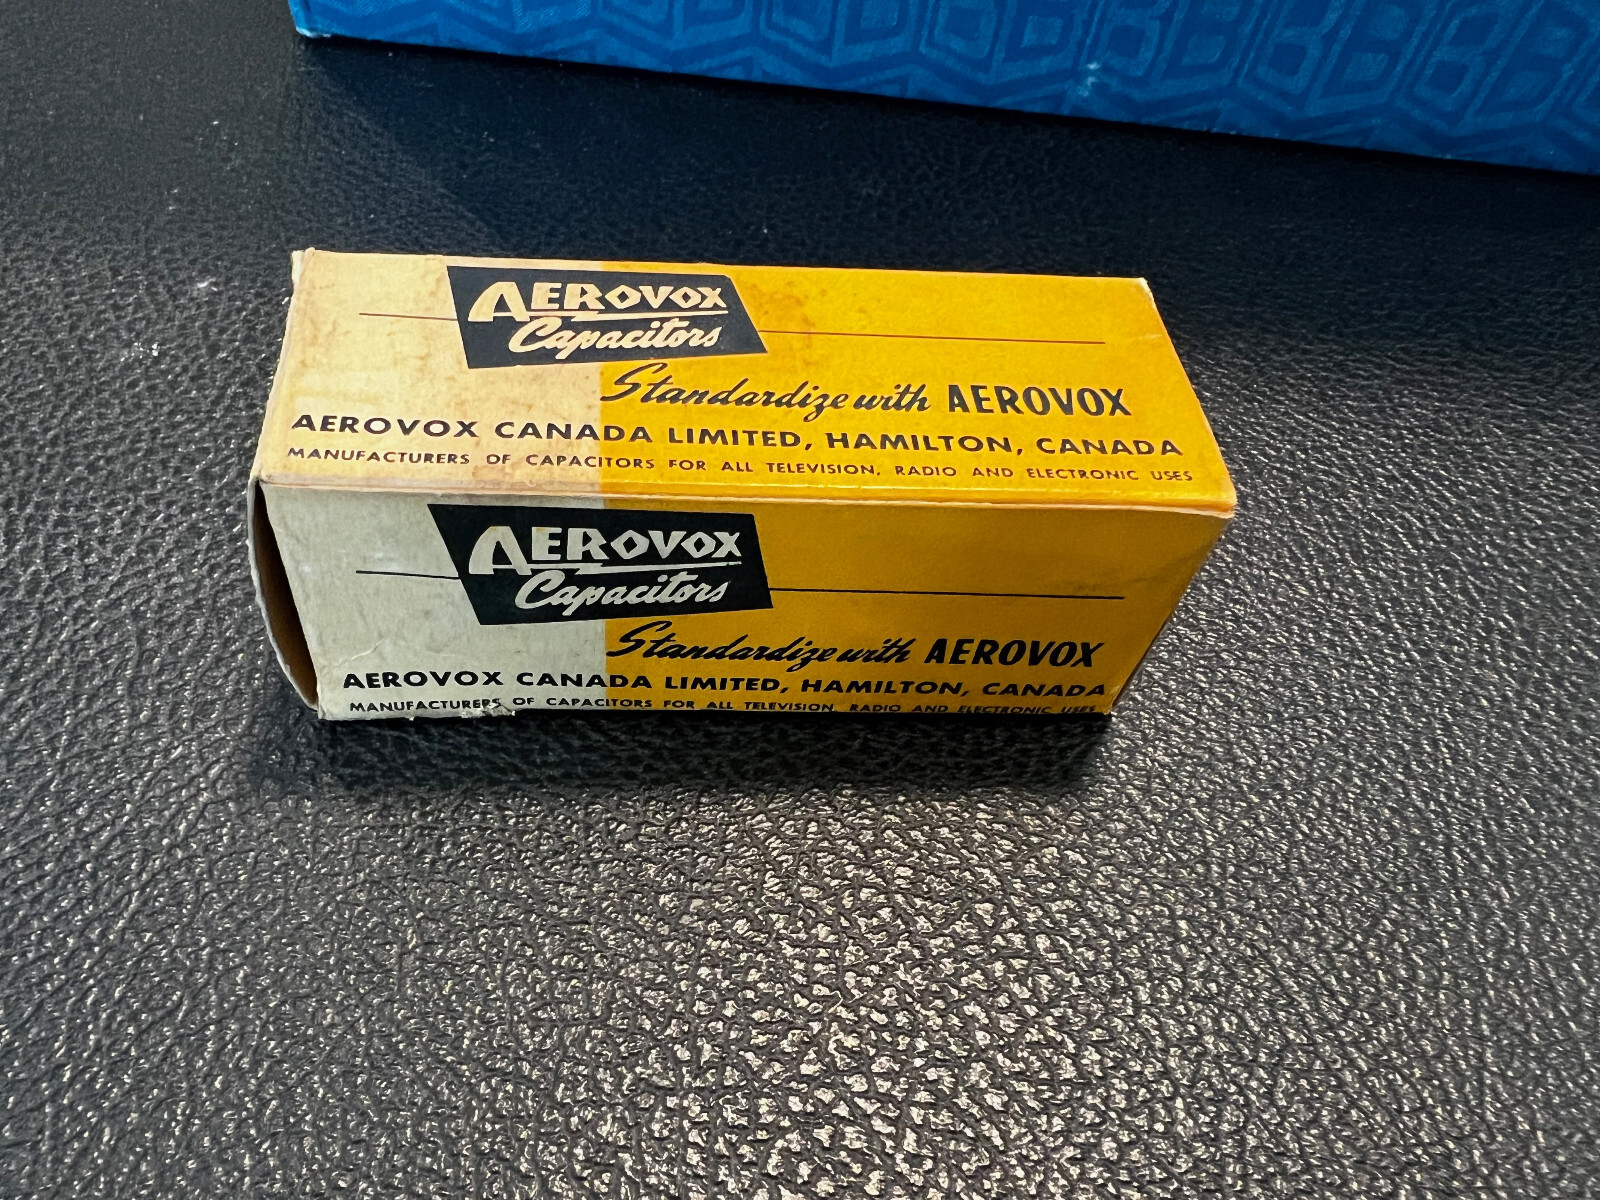 AEROVOX
Capacitors
Standardize with AEROVOX
AEROVOX CANADA LIMITED, HAMILTON, CANADA
MANUFACTURERS OF CAPACITORS FOR ALL TELEVISION, RADIO AND ELECTRONIC USES
AEROVOX
Capacitors
Standardize with AEROVOX
AEROVOX CANADA LIMITED, HAMILTON, CANADA
MANUFACTURERS OF CAPACITORS FOR ALL TELEVISION, RADIO AND ELECTRONIC USES